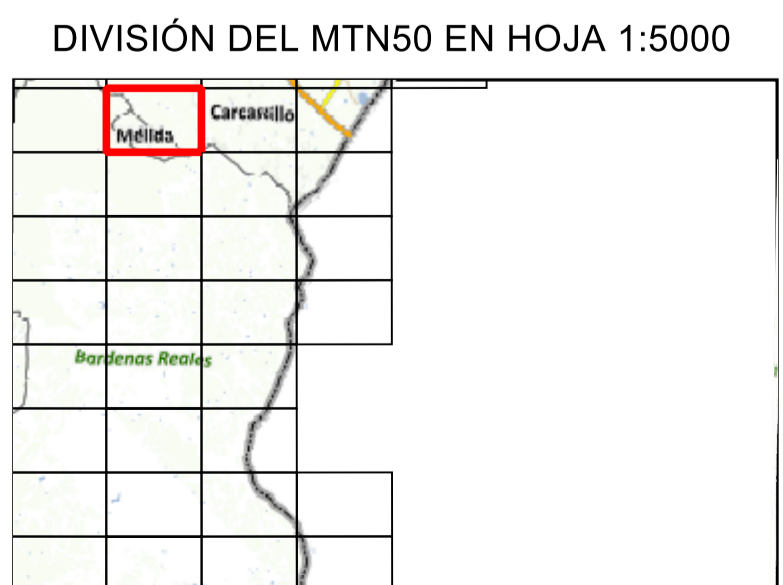 DIVISIÓN DEL MTN50 EN HOJA 1:5000
Carcastillo
Mélida
Bardenas Reales